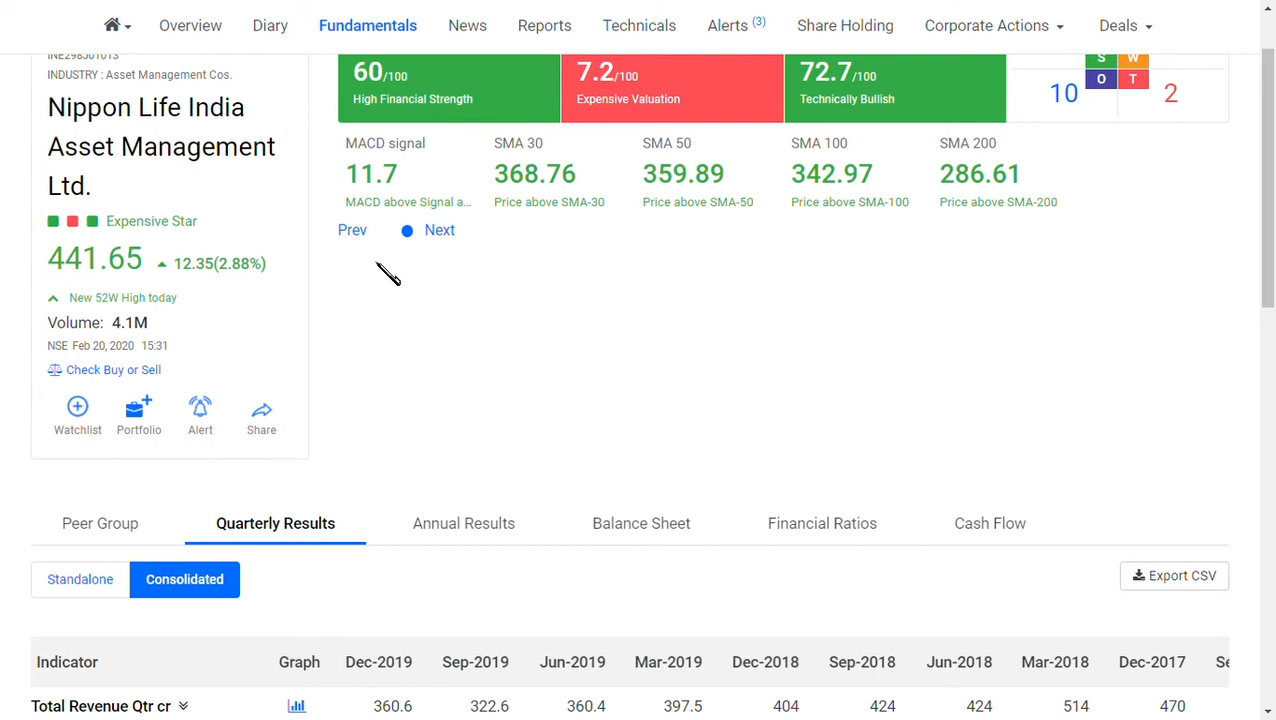 Overview Diary Fundamentals News Reports Technicals Alerts (3) Share Holding Corporate Actions Deals
INE298J01013
INDUSTRY : Asset Management Cos.
Nippon Life India
Asset Management
Ltd.
Expensive Star
441.65 12.35(2.88%)
New 52W High today
Volume: 4.1M
NSE Feb 20, 2020 15:31
Check Buy or Sell
Watchlist Portfolio Alert Share
60/100
High Financial Strength
7.2/100
Expensive Valuation
72.7/100
Technically Bullish
S W
O T
10 2
MACD signal
11.7
MACD above Signal a...
SMA 30
368.76
Price above SMA-30
SMA 50
359.89
Price above SMA-50
SMA 100
342.97
Price above SMA-100
SMA 200
286.61
Price above SMA-200
Prev Next
Peer Group Quarterly Results Annual Results Balance Sheet Financial Ratios Cash Flow
Standalone Consolidated Export CSV
Indicator Graph Dec-2019 Sep-2019 Jun-2019 Mar-2019 Dec-2018 Sep-2018 Jun-2018 Mar-2018 Dec-2017 Se
Total Revenue Qtr cr 360.6 322.6 360.4 397.5 404 424 424 514 470